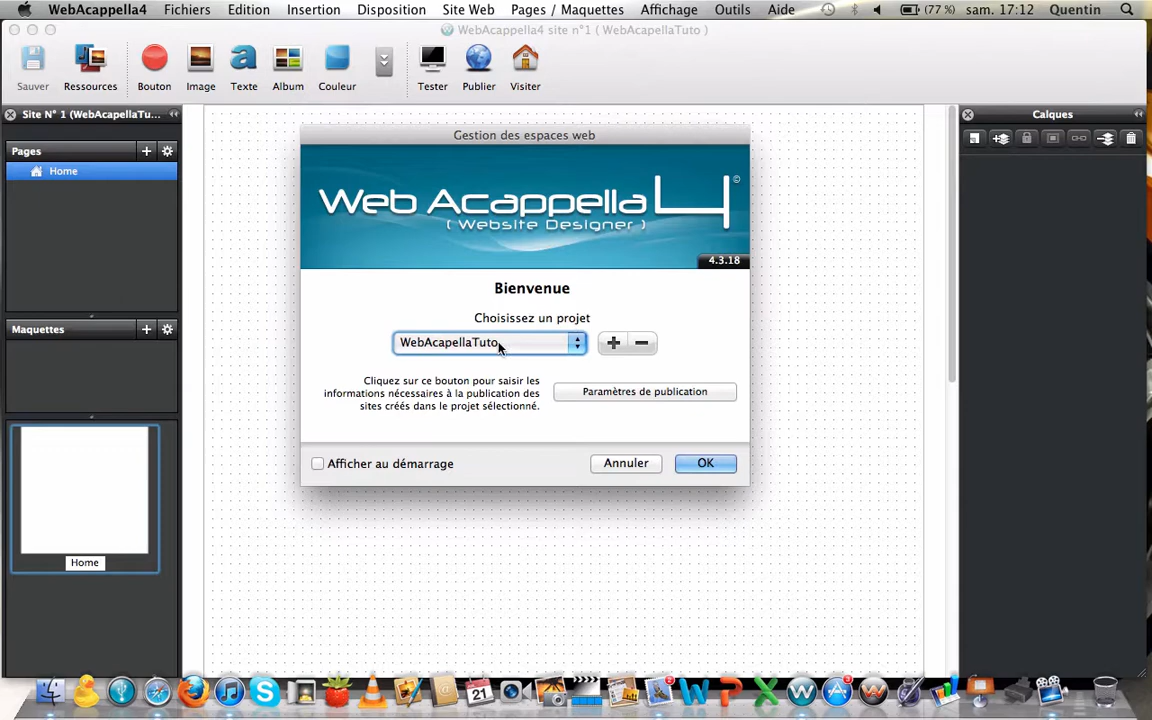 WebAcappella4 Fichiers Edition Insertion Disposition Site Web Pages / Maquettes Affichage Outils Aide (77 %) sam. 17:12 Quentin
WebAcappella4 site n°1 ( WebAcapellaTuto )
Sauver Ressources Bouton Image Texte Album Couleur Tester Publier Visiter
Site N° 1 (WebAcapellaTu...
Calques
Pages
Home
Gestion des espaces web
Web Acappella 4 ©
( Website Designer )
4.3.18
Bienvenue
Choisissez un projet
WebAcapellaTuto
Cliquez sur ce bouton pour saisir les
informations nécessaires à la publication des
sites créés dans le projet sélectionné.
Paramètres de publication
Afficher au démarrage
Annuler
OK
Maquettes
Home